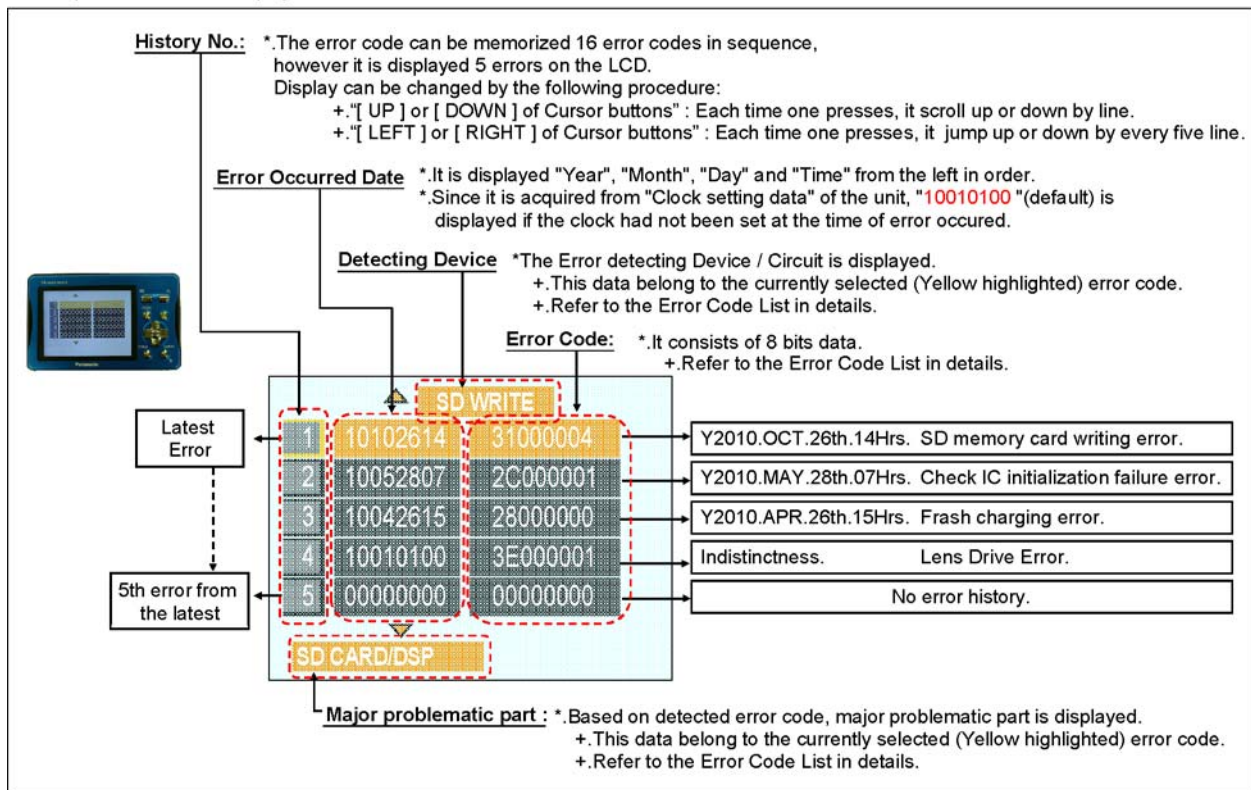 History No.: *.The error code can be memorized 16 error codes in sequence,
however it is displayed 5 errors on the LCD.
Display can be changed by the following procedure:
+."[ UP ] or [ DOWN ] of Cursor buttons" : Each time one presses, it scroll up or down by line.
+."[ LEFT ] or [ RIGHT ] of Cursor buttons" : Each time one presses, it jump up or down by every five line.
Error Occurred Date *.It is displayed "Year", "Month", "Day" and "Time" from the left in order.
*.Since it is acquired from "Clock setting data" of the unit, "10010100 "(default) is
displayed if the clock had not been set at the time of error occured.
Detecting Device *The Error detecting Device / Circuit is displayed.
+.This data belong to the currently selected (Yellow highlighted) error code.
+.Refer to the Error Code List in details.
Error Code: *.It consists of 8 bits data.
+.Refer to the Error Code List in details.
Panasonic
SD WRITE
Latest
Error
1 10102614 31000004 Y2010.OCT.26th.14Hrs. SD memory card writing error.
2 10052807 2C000001 Y2010.MAY.28th.07Hrs. Check IC initialization failure error.
3 10042615 28000000 Y2010.APR.26th.15Hrs. Frash charging error.
4 10010100 3E000001 Indistinctness. Lens Drive Error.
5th error from
the latest
5 00000000 00000000 No error history.
SD CARD/DSP
Major problematic part : *.Based on detected error code, major problematic part is displayed.
+.This data belong to the currently selected (Yellow highlighted) error code.
+.Refer to the Error Code List in details.